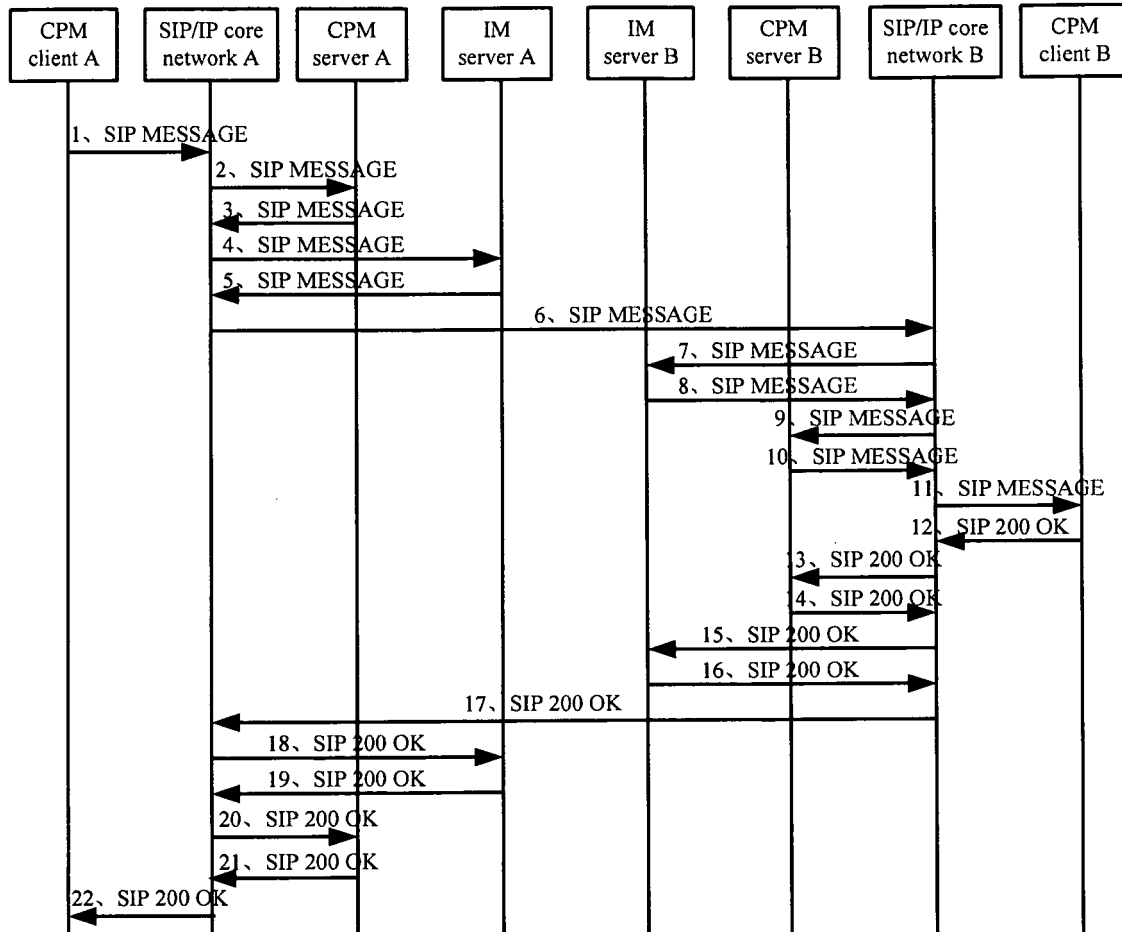 CPM
client A
SIP/IP core
network A
CPM
server A
IM
server A
IM
server B
CPM
server B
SIP/IP core
network B
CPM
client B
1、SIP MESSAGE
2、SIP MESSAGE
3、SIP MESSAGE
4、SIP MESSAGE
5、SIP MESSAGE
6、SIP MESSAGE
7、SIP MESSAGE
8、SIP MESSAGE
9、SIP MESSAGE
10、SIP MESSAGE
11、SIP MESSAGE
12、SIP 200 OK
13、SIP 200 OK
14、SIP 200 OK
15、SIP 200 OK
16、SIP 200 OK
17、SIP 200 OK
18、SIP 200 OK
19、SIP 200 OK
20、SIP 200 OK
21、SIP 200 OK
22、SIP 200 OK